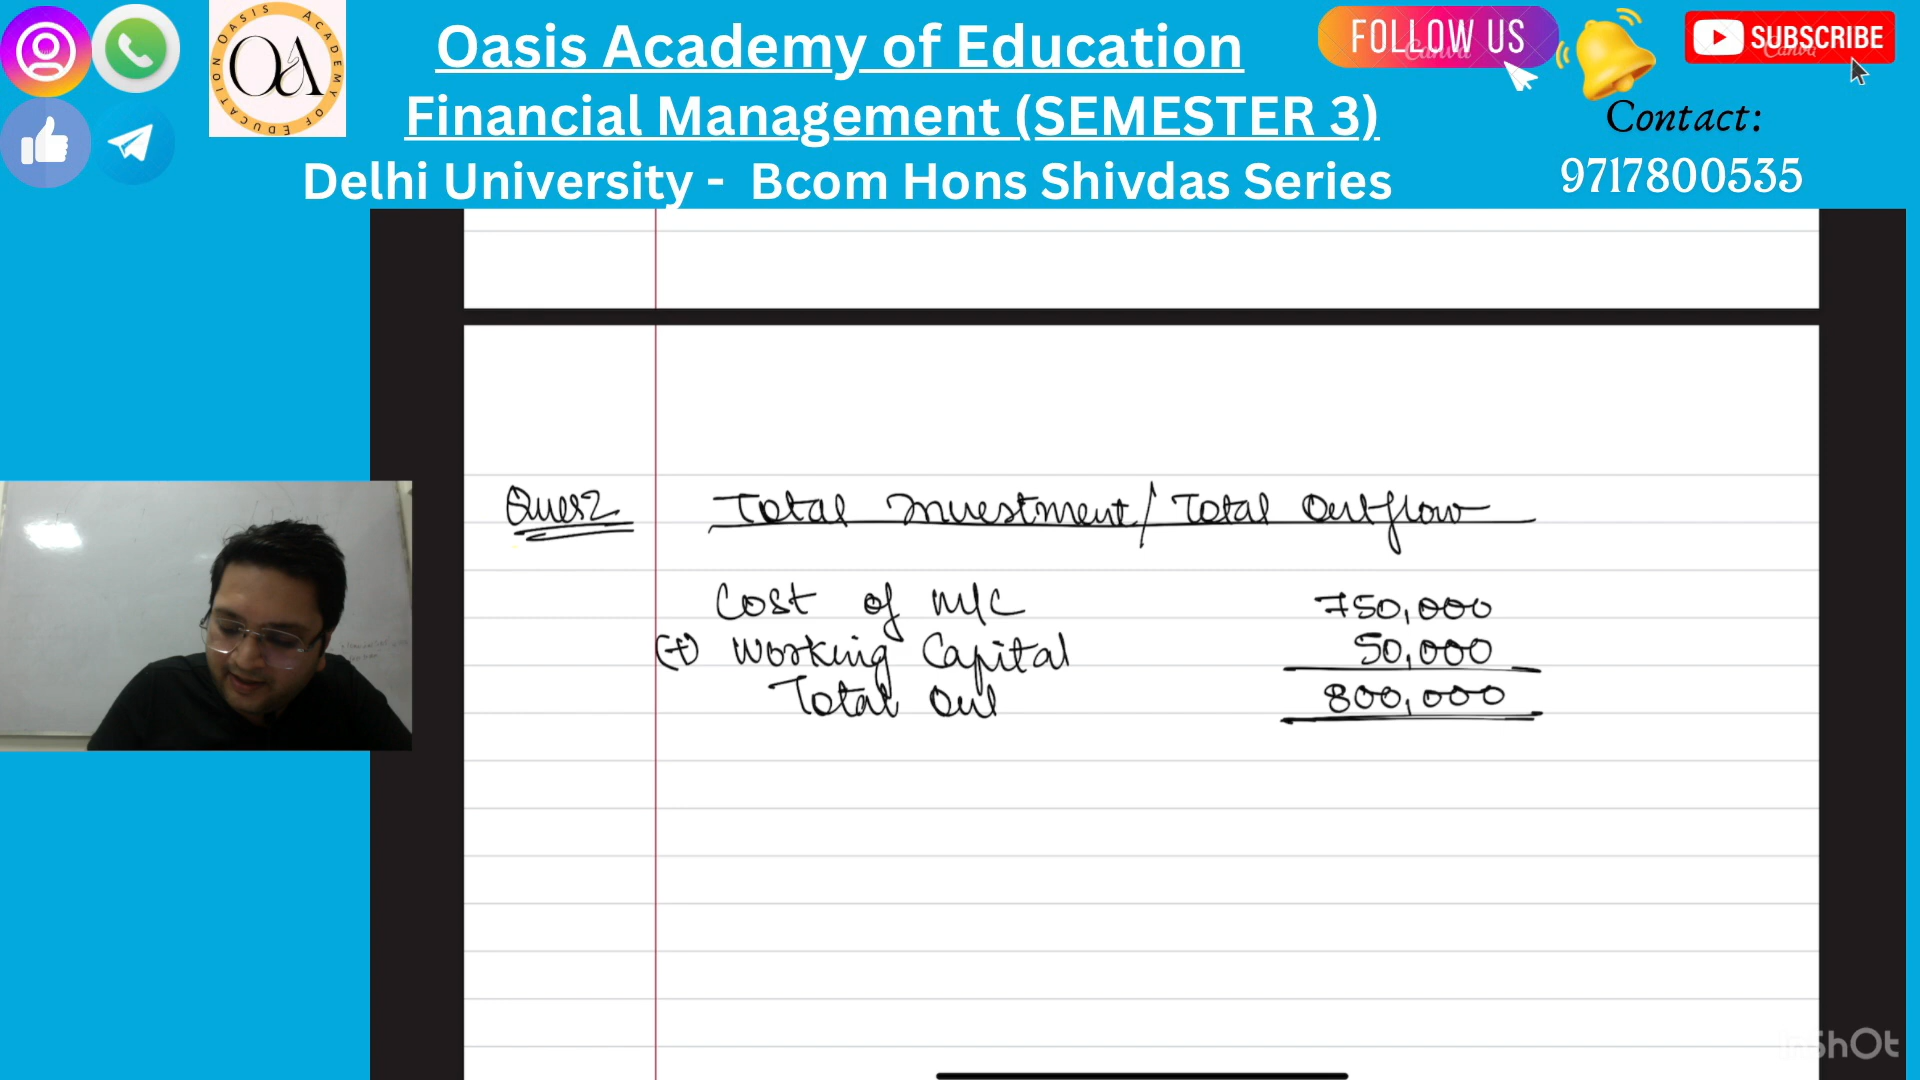 Oasis Academy of Education
Financial Management (SEMESTER 3)
Delhi University - Bcom Hons Shivdas Series
OASIS ACADEMY OF EDUCATION
OA
FOLLOW US
Canva
SUBSCRIBE
Canva
Contact:
9717800535
Ques2 Total Investment/Total Outflow
Cost of M/C 750,000
(+) Working Capital 50,000
Total Out 800,000
InShOt